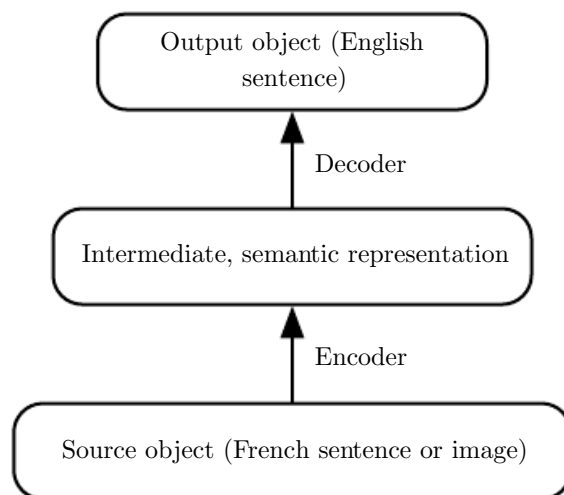 Output object (English
sentence)
Decoder
Intermediate, semantic representation
Encoder
Source object (French sentence or image)